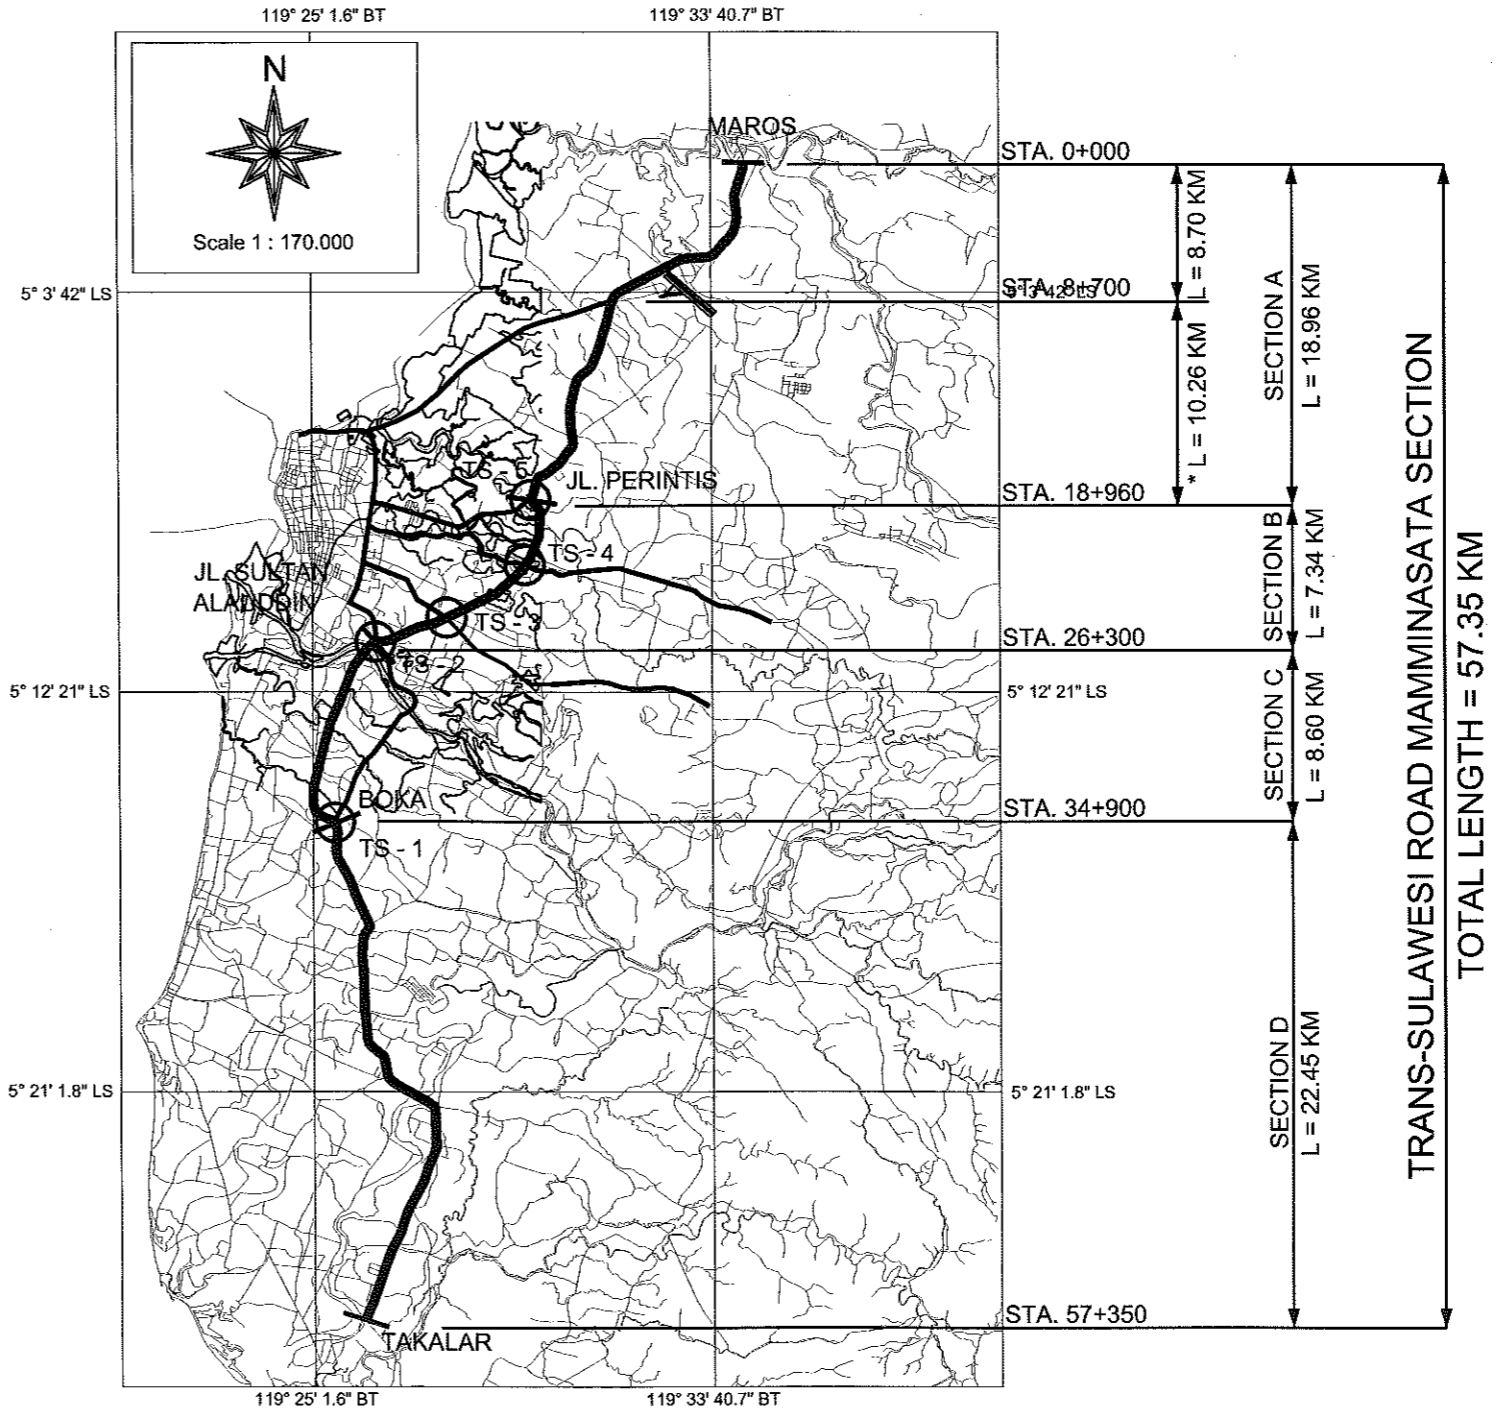 119° 25' 1.6" BT
119° 33' 40.7" BT
N
Scale 1 : 170.000
MAROS
STA. 0+000
L = 8.70 KM
5° 3' 42" LS
STA. 8+700
5° 3' 42" LS
SECTION A
L = 18.96 KM
* L = 10.26 KM
TS - 5
JL. PERINTIS
STA. 18+960
TS - 4
JL. SULTAN
ALAUDDIN
TS - 3
SECTION B
L = 7.34 KM
STA. 26+300
TS - 2
5° 12' 21" LS
5° 12' 21" LS
SECTION C
L = 8.60 KM
BOKA
STA. 34+900
TS - 1
TRANS-SULAWESI ROAD MAMMINASATA SECTION
TOTAL LENGTH = 57.35 KM
SECTION D
L = 22.45 KM
5° 21' 1.8" LS
5° 21' 1.8" LS
STA. 57+350
TAKALAR
119° 25' 1.6" BT
119° 33' 40.7" BT